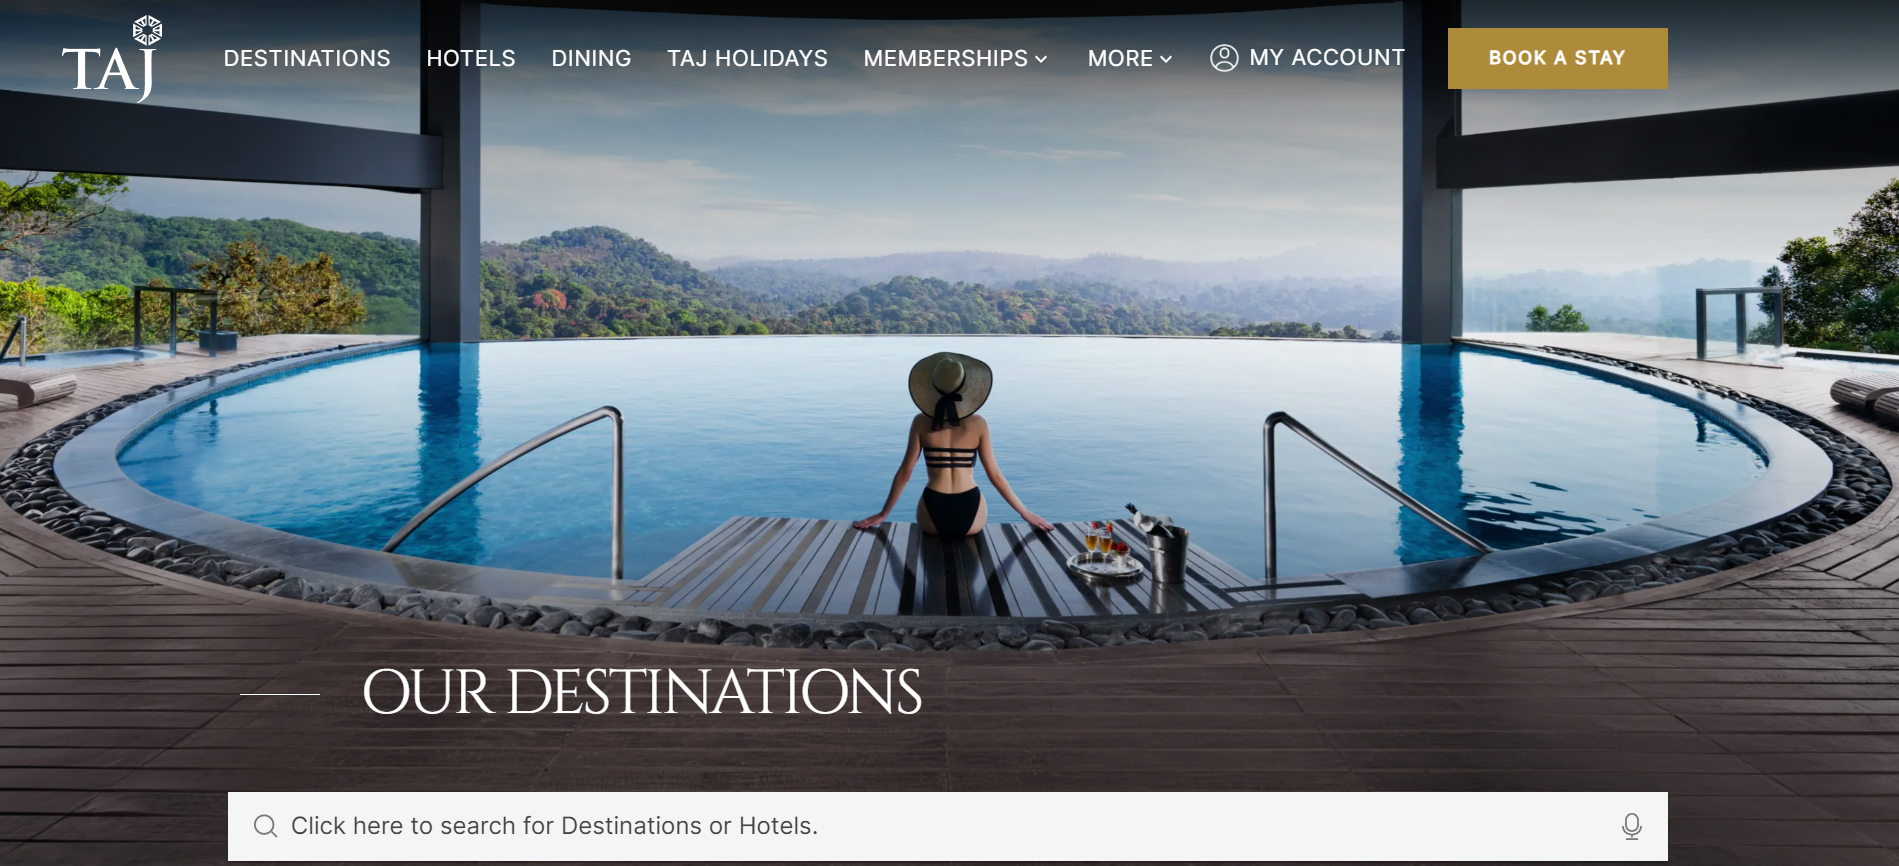 TAJ
DESTINATIONS HOTELS DINING TAJ HOLIDAYS MEMBERSHIPS MORE MY ACCOUNT BOOK A STAY
OUR DESTINATIONS
Click here to search for Destinations or Hotels.